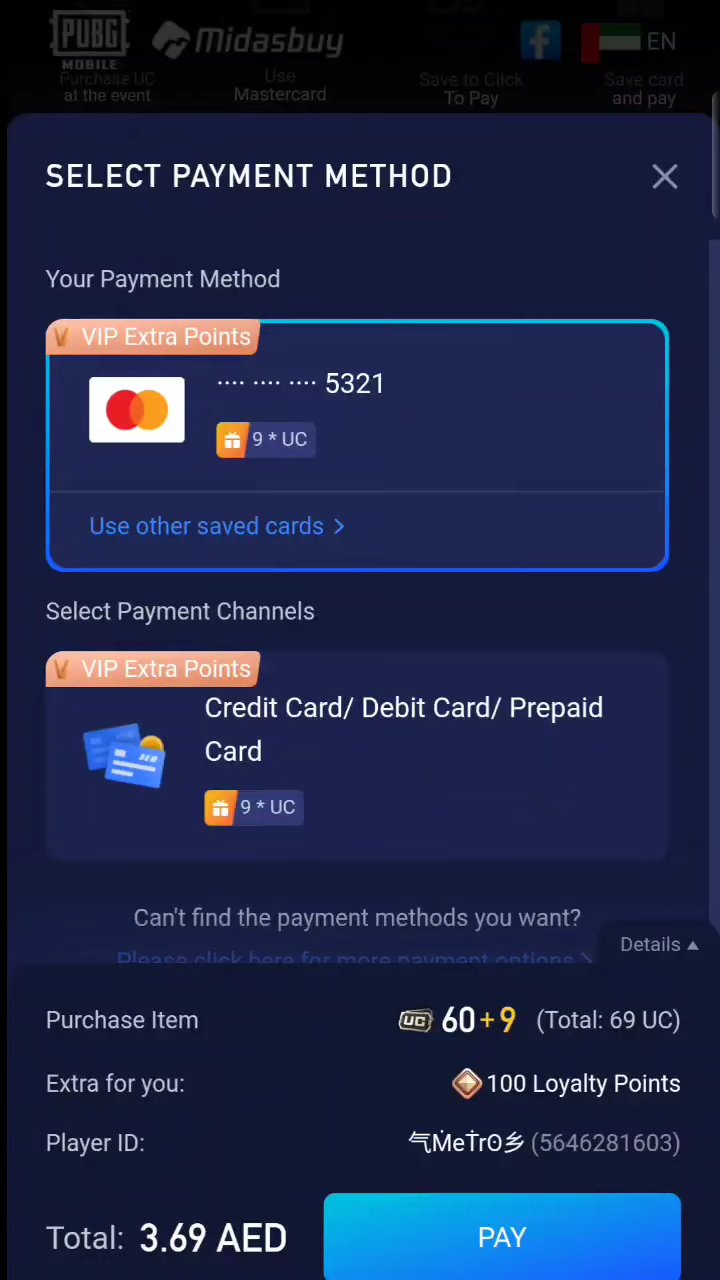 PUBG
MOBILE
Midasbuy
EN
Purchase UC
at the event
Use
Mastercard
Save to Click
To Pay
Save card
and pay
SELECT PAYMENT METHOD
Your Payment Method
VIP Extra Points
···· ···· ···· 5321
9 * UC
Use other saved cards >
Select Payment Channels
VIP Extra Points
Credit Card/ Debit Card/ Prepaid
Card
9 * UC
Can't find the payment methods you want?
Please click here for more payment options >
Details ▲
Purchase Item
UC 60+9 (Total: 69 UC)
Extra for you:
100 Loyalty Points
Player ID:
气ṀeṪrʘ乡 (5646281603)
Total: 3.69 AED
PAY